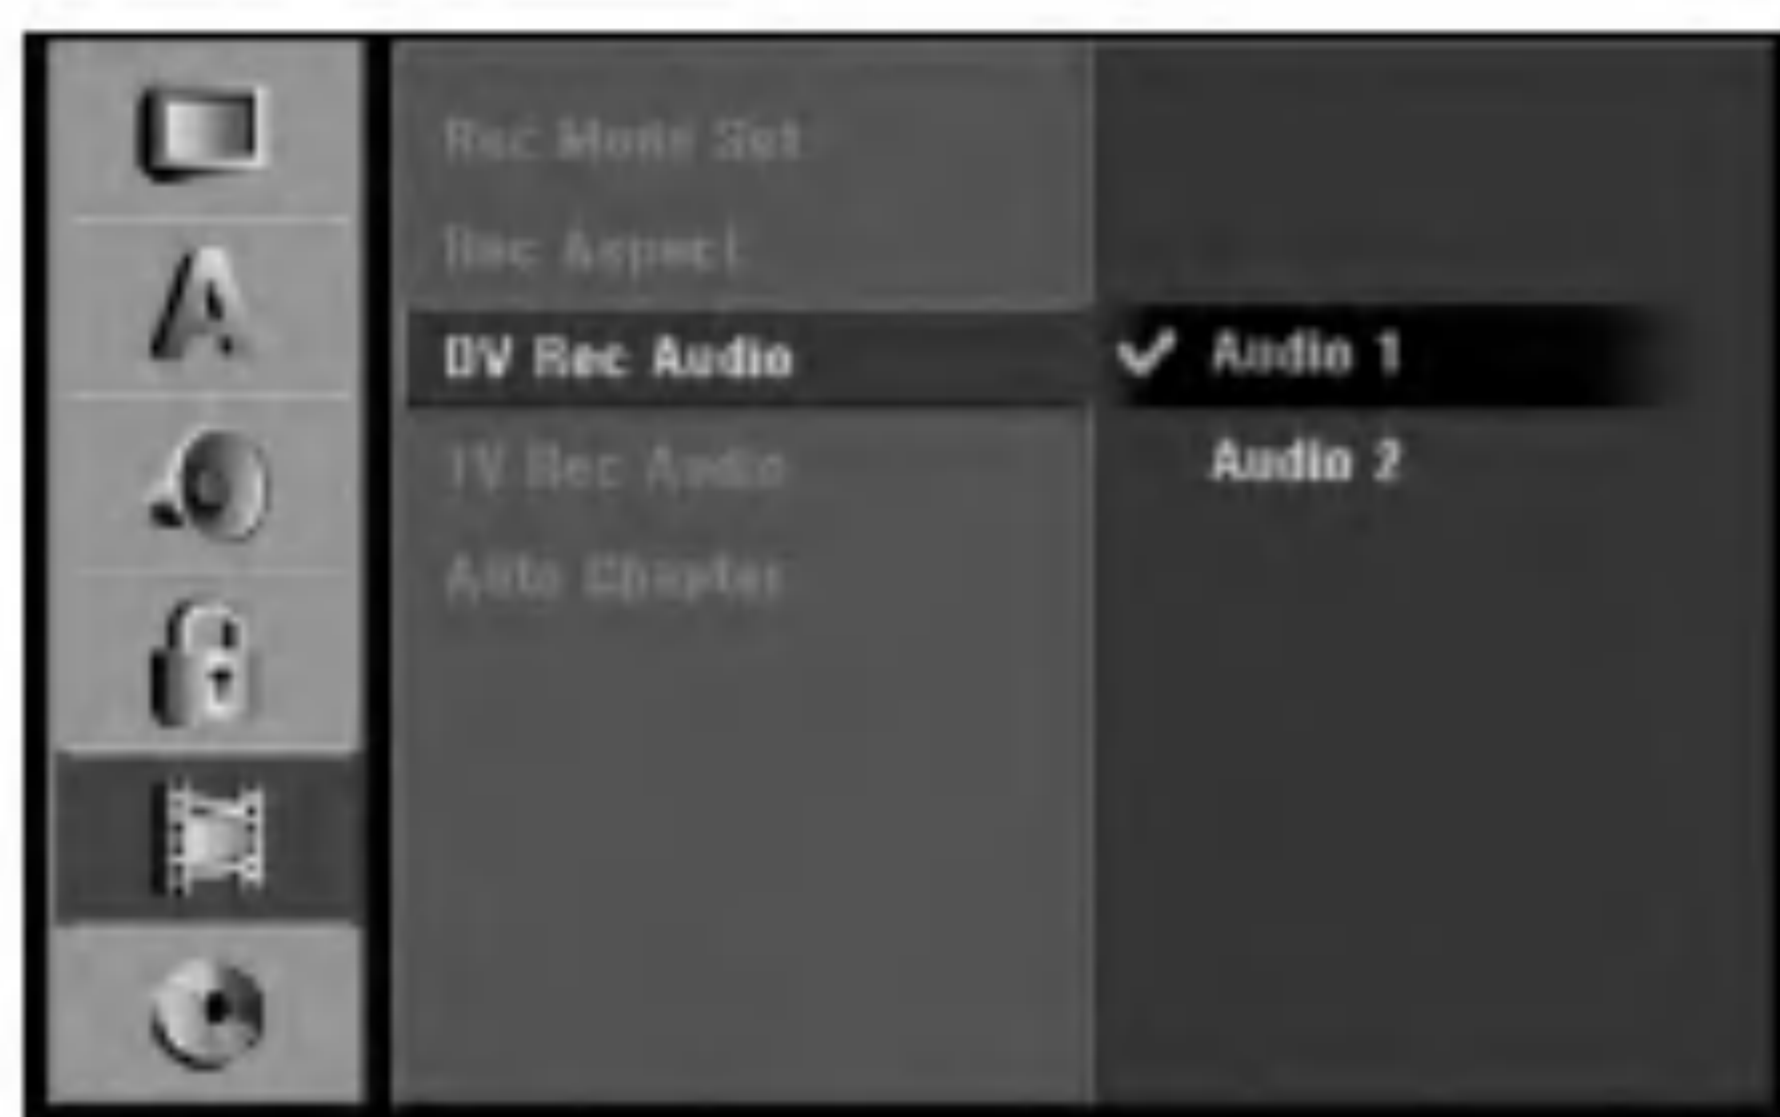 Rec Mode Set
Rec Aspect
DV Rec Audio
✔ Audio 1
Audio 2
TV Rec Audio
Auto Chapter